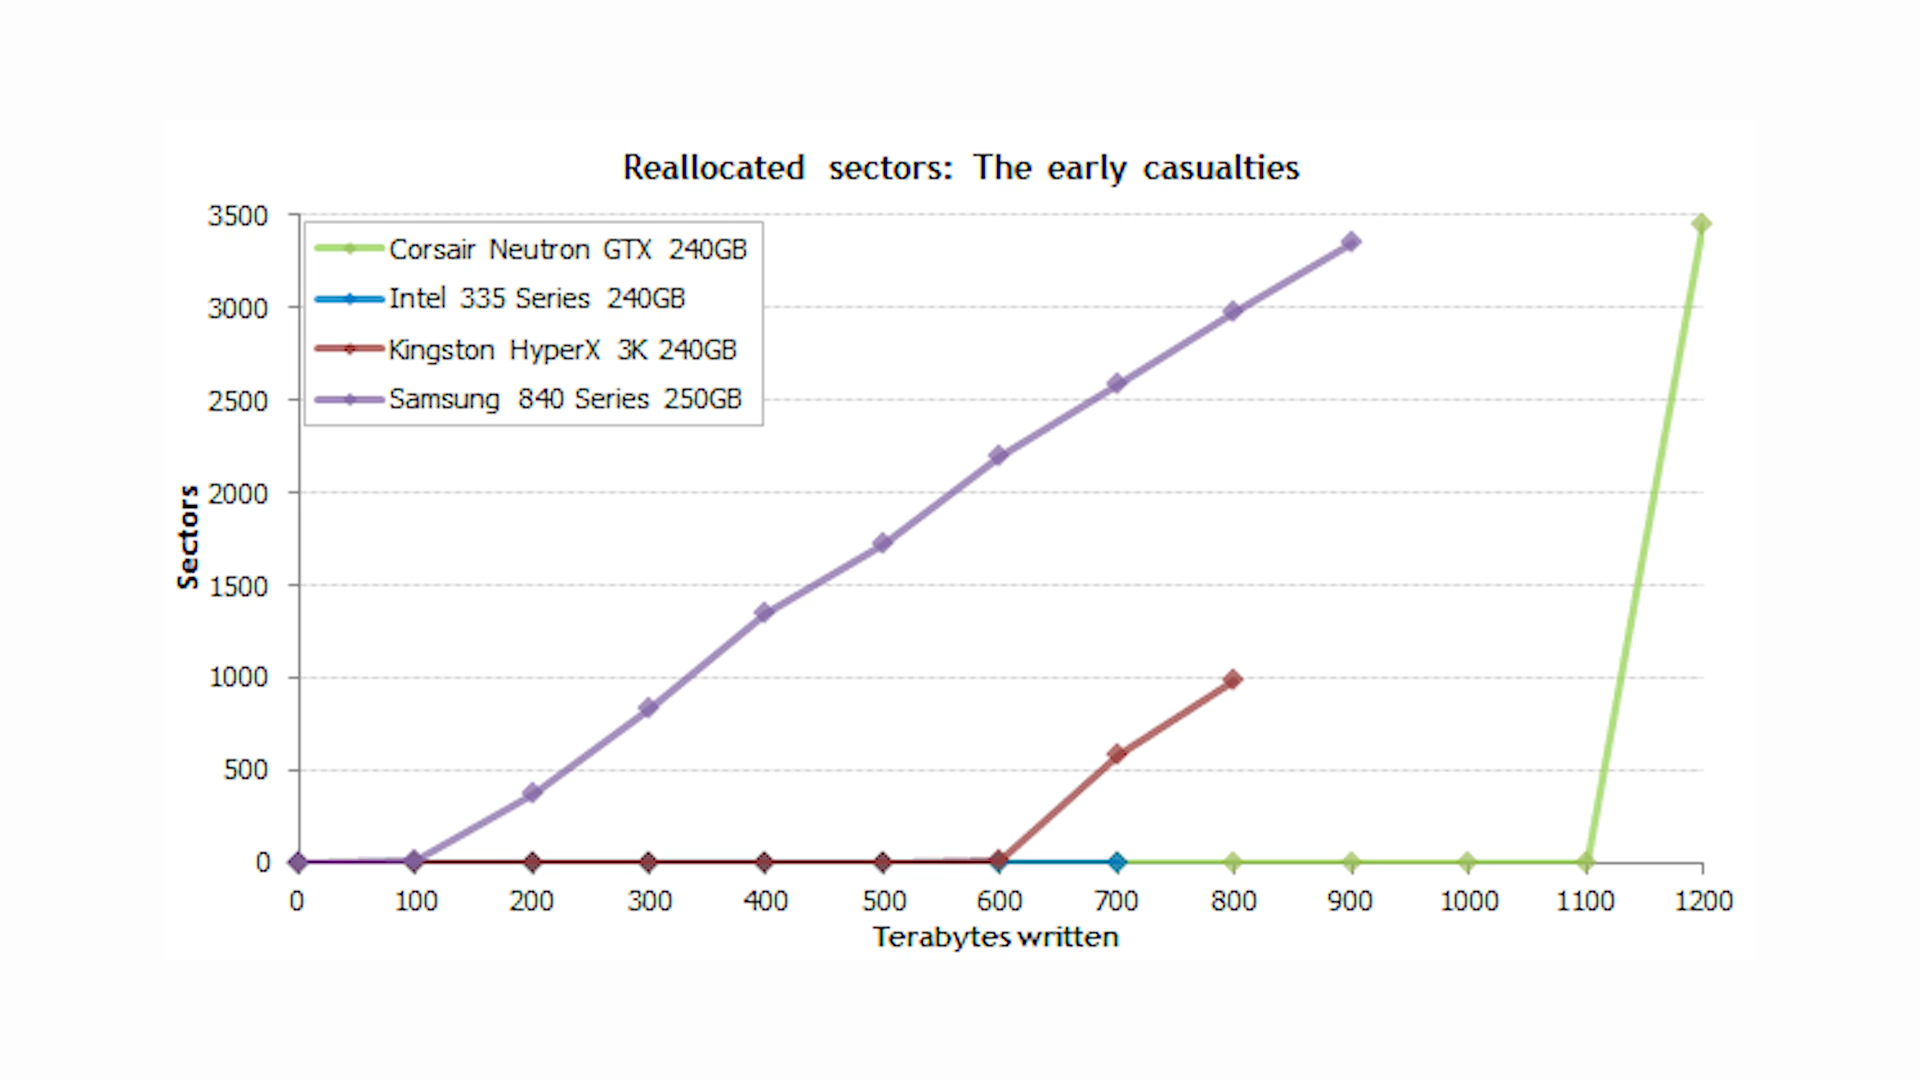 Reallocated sectors: The early casualties
3500
3000
2500
2000
1500
1000
500
0
Sectors
Corsair Neutron GTX 240GB
Intel 335 Series 240GB
Kingston HyperX 3K 240GB
Samsung 840 Series 250GB
0 100 200 300 400 500 600 700 800 900 1000 1100 1200
Terabytes written